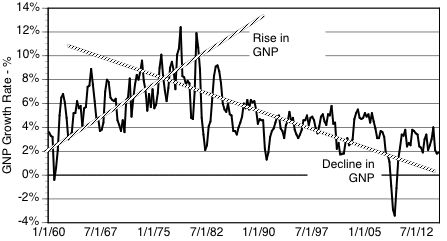 14%
12%
10%
8%
6%
4%
2%
0%
-2%
-4%
GNP Growth Rate - %
Rise in
GNP
Decline in
GNP
1/1/60 7/1/67 1/1/75 7/1/82 1/1/90 7/1/97 1/1/05 7/1/12